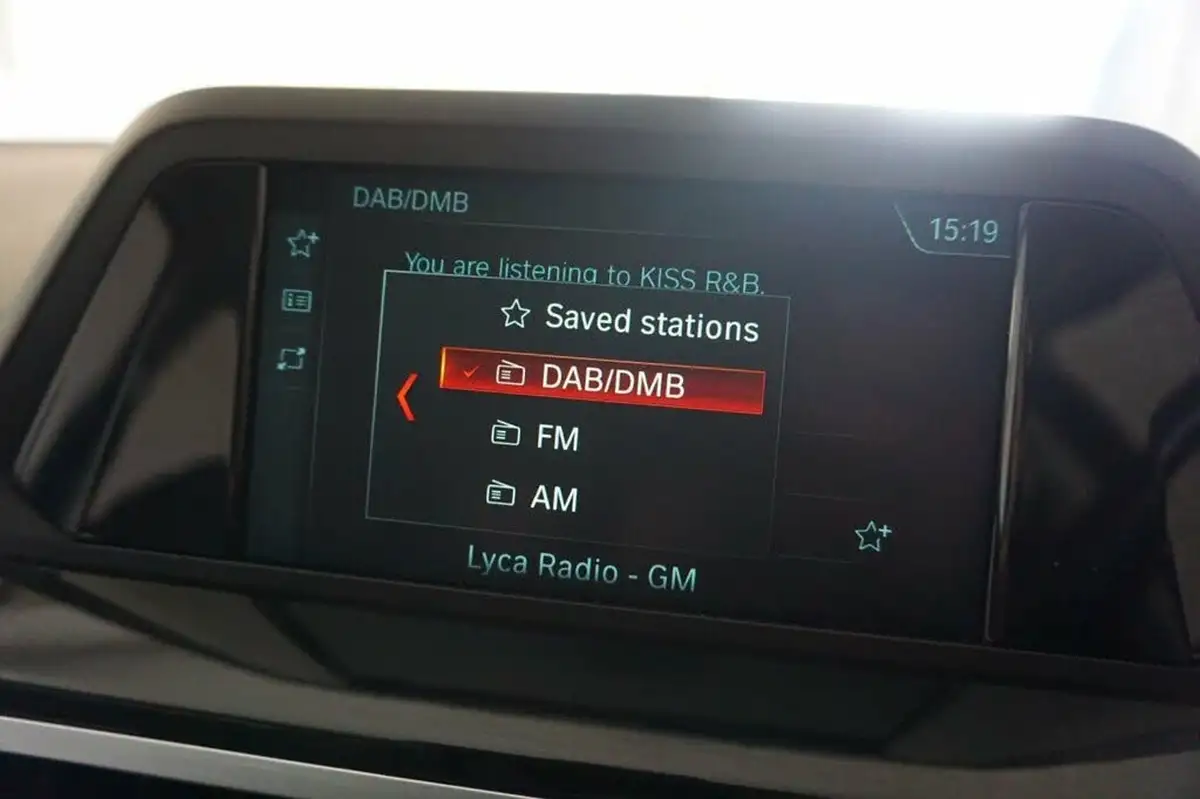 DAB/DMB
15:19
You are listening to KISS R&B.
Saved stations
DAB/DMB
FM
AM
Lyca Radio - GM